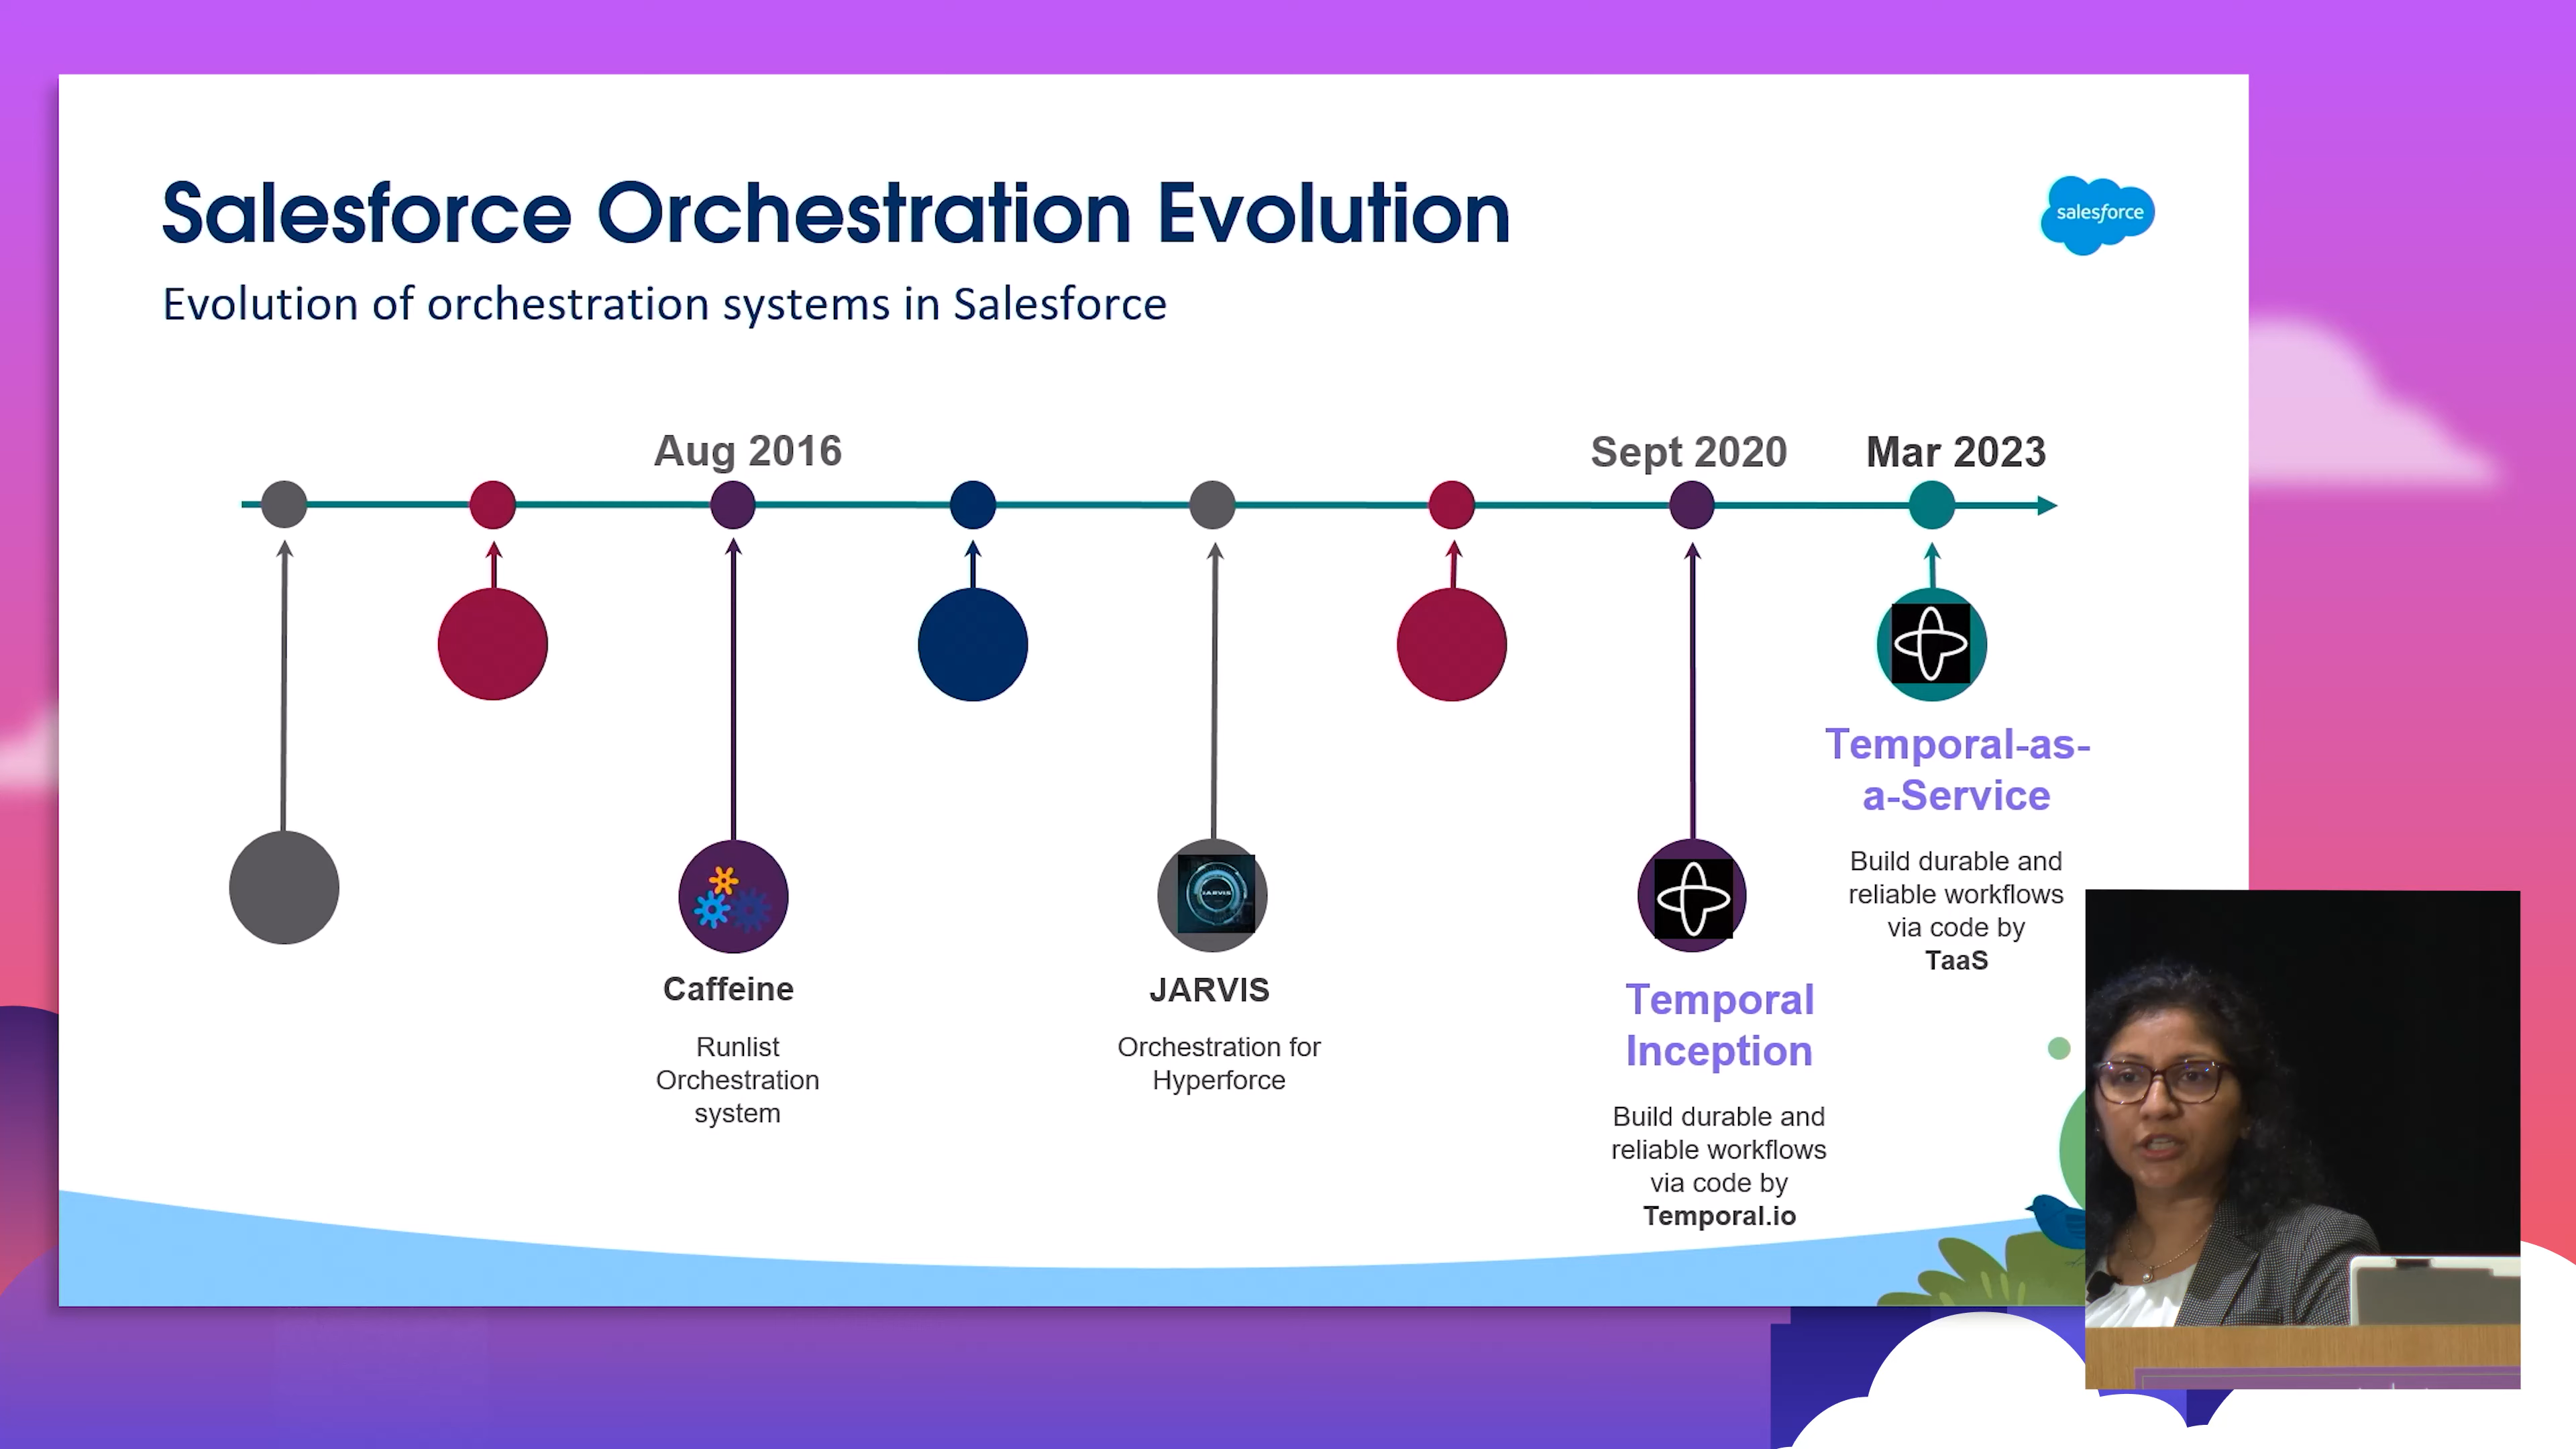 Salesforce Orchestration Evolution
salesforce
Evolution of orchestration systems in Salesforce
Aug 2016
Sept 2020
Mar 2023
Caffeine
Runlist
Orchestration
system
JARVIS
JARVIS
Orchestration for
Hyperforce
Temporal
Inception
Build durable and
reliable workflows
via code by
Temporal.io
Temporal-as-
a-Service
Build durable and
reliable workflows
via code by
TaaS